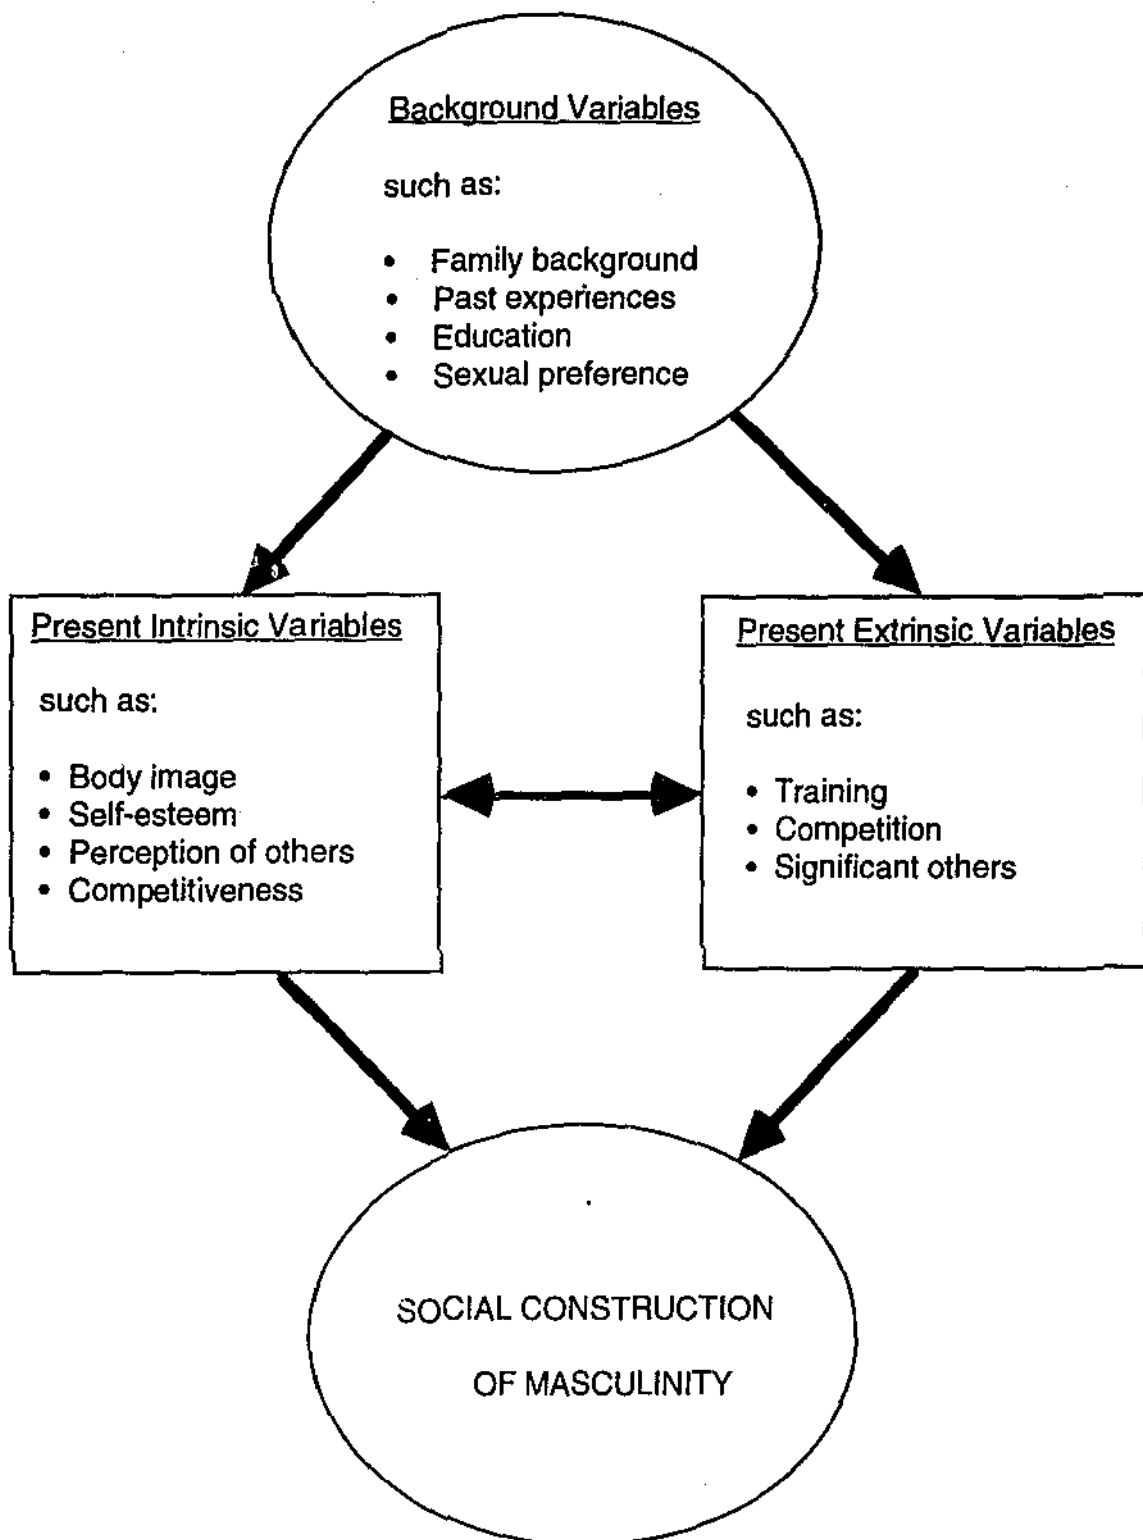 Background Variables
such as:
• Family background
• Past experiences
• Education
• Sexual preference
Present Intrinsic Variables
such as:
• Body image
• Self-esteem
• Perception of others
• Competitiveness
Present Extrinsic Variables
such as:
• Training
• Competition
• Significant others
SOCIAL CONSTRUCTION
OF MASCULINITY